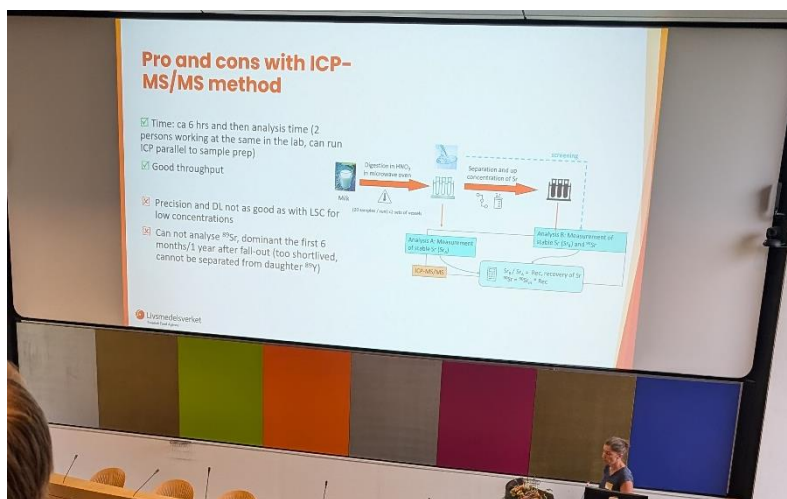 Pro and cons with ICP-
MS/MS method
Time: ca 6 hrs and then analysis time (2
persons working at the same in the lab, can run
ICP parallel to sample prep)
Good throughput
Precision and DL not as good as with LSC for
low concentrations
Can not analyse ⁸⁹Sr, dominant the first 6
months/1 year after fall-out (too shortlived,
cannot be separated from daughter ⁸⁹Y)
Milk
Digestion in HNO₃
in microwave oven
Separation and
concentration of Sr
screening
Analysis A: Measurement
of stable Sr
ICP-MS/MS
Analysis B: Measurement of
stable Sr and ⁹⁰Sr
Rec, recovery of Sr
Livsmedelsverket